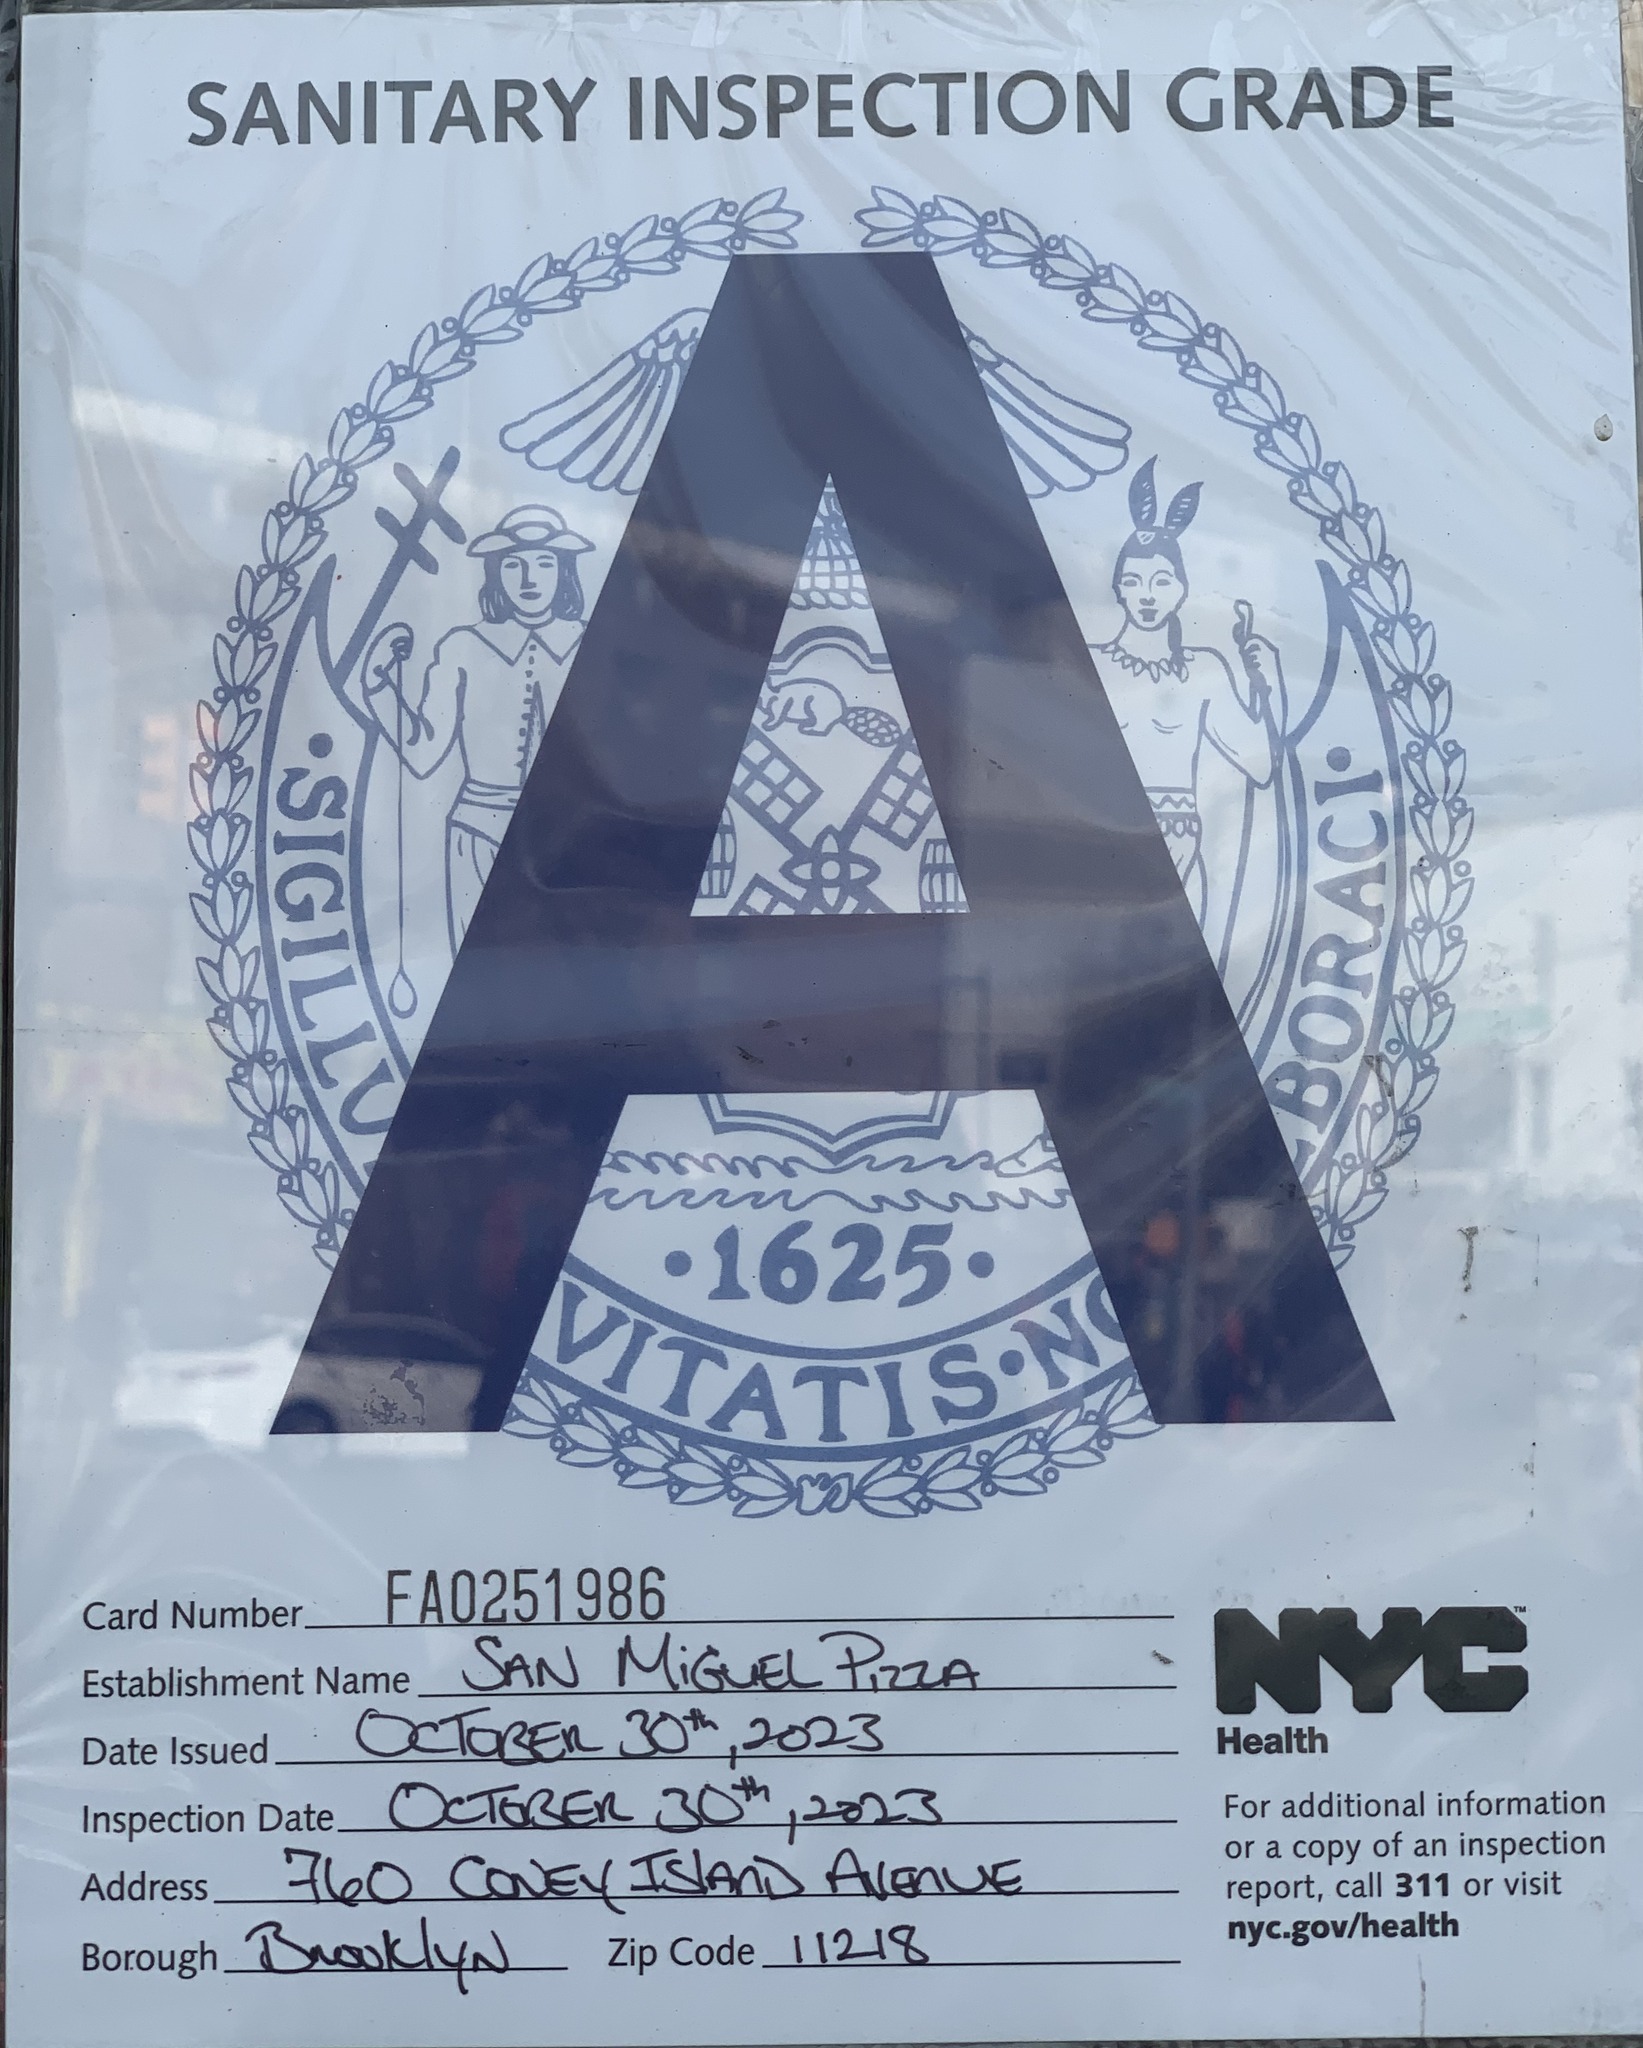 SANITARY INSPECTION GRADE
A
•SIGILLU
VITATIS•NO
BORACI•
•1625•
Card Number FA0251986
Establishment Name SAN MIGUEL PIZZA
Date Issued OCTOBER 30th, 2023
Inspection Date OCTOBER 30th, 2023
Address 760 CONEY ISLAND AVENUE
Borough Brooklyn Zip Code 11218
NYC™
Health
For additional information
or a copy of an inspection
report, call 311 or visit
nyc.gov/health